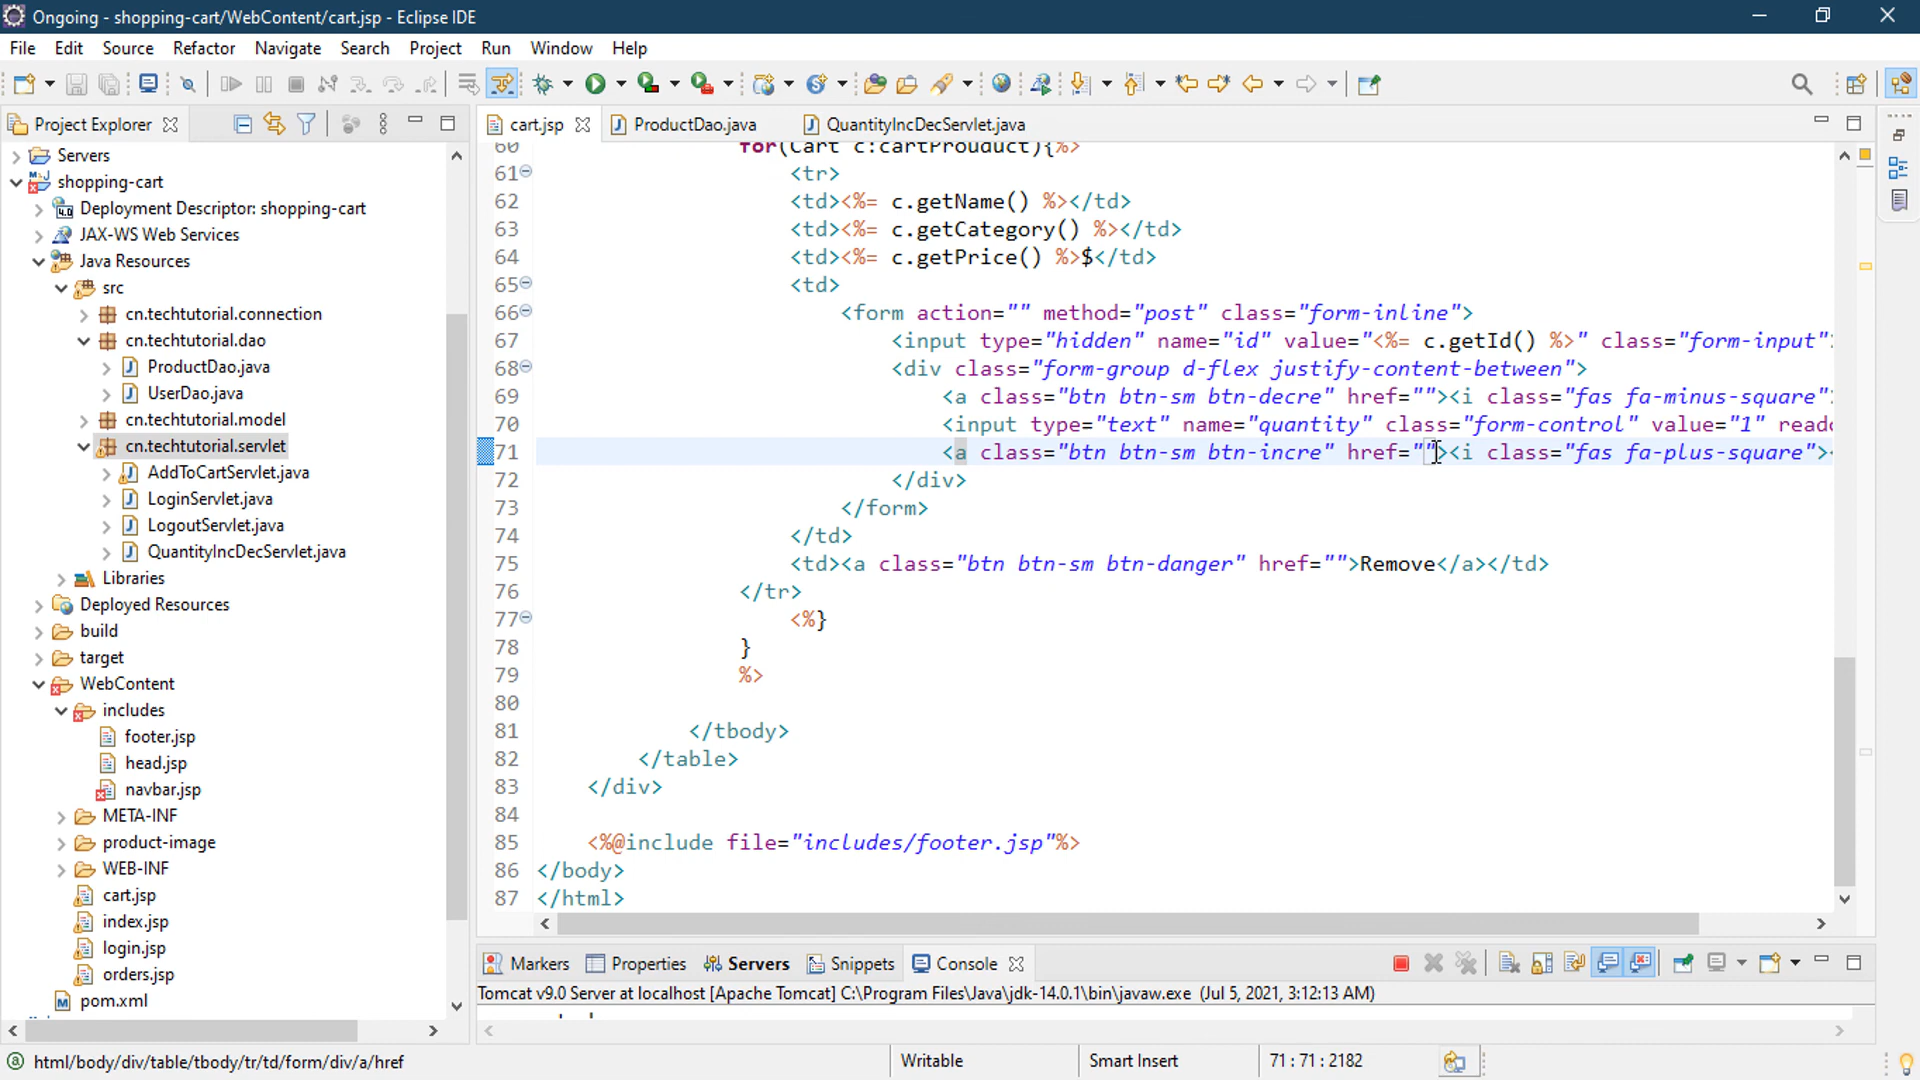 Ongoing - shopping-cart/WebContent/cart.jsp - Eclipse IDE
File Edit Source Refactor Navigate Search Project Run Window Help
Project Explorer
Servers
shopping-cart
Deployment Descriptor: shopping-cart
JAX-WS Web Services
Java Resources
src
cn.techtutorial.connection
cn.techtutorial.dao
ProductDao.java
UserDao.java
cn.techtutorial.model
cn.techtutorial.servlet
AddToCartServlet.java
LoginServlet.java
LogoutServlet.java
QuantityIncDecServlet.java
Libraries
Deployed Resources
build
target
WebContent
includes
footer.jsp
head.jsp
navbar.jsp
META-INF
product-image
WEB-INF
cart.jsp
index.jsp
login.jsp
orders.jsp
pom.xml
cart.jsp ProductDao.java QuantityIncDecServlet.java
60 for(Cart c:cartProuduct){%>
61 <tr>
62 <td><%= c.getName() %></td>
63 <td><%= c.getCategory() %></td>
64 <td><%= c.getPrice() %>$</td>
65 <td>
66 <form action="" method="post" class="form-inline">
67 <input type="hidden" name="id" value="<%= c.getId() %>" class="form-input"
68 <div class="form-group d-flex justify-content-between">
69 <a class="btn btn-sm btn-decre" href=""><i class="fas fa-minus-square"
70 <input type="text" name="quantity" class="form-control" value="1" reado
71 <a class="btn btn-sm btn-incre" href=""><i class="fas fa-plus-square"><
72 </div>
73 </form>
74 </td>
75 <td><a class="btn btn-sm btn-danger" href="">Remove</a></td>
76 </tr>
77 <%}
78 }
79 %>
80
81 </tbody>
82 </table>
83 </div>
84
85 <%@include file="includes/footer.jsp"%>
86 </body>
87 </html>
Markers Properties Servers Snippets Console
Tomcat v9.0 Server at localhost [Apache Tomcat] C:\Program Files\Java\jdk-14.0.1\bin\javaw.exe (Jul 5, 2021, 3:12:13 AM)
html/body/div/table/tbody/tr/td/form/div/a/href Writable Smart Insert 71 : 71 : 2182